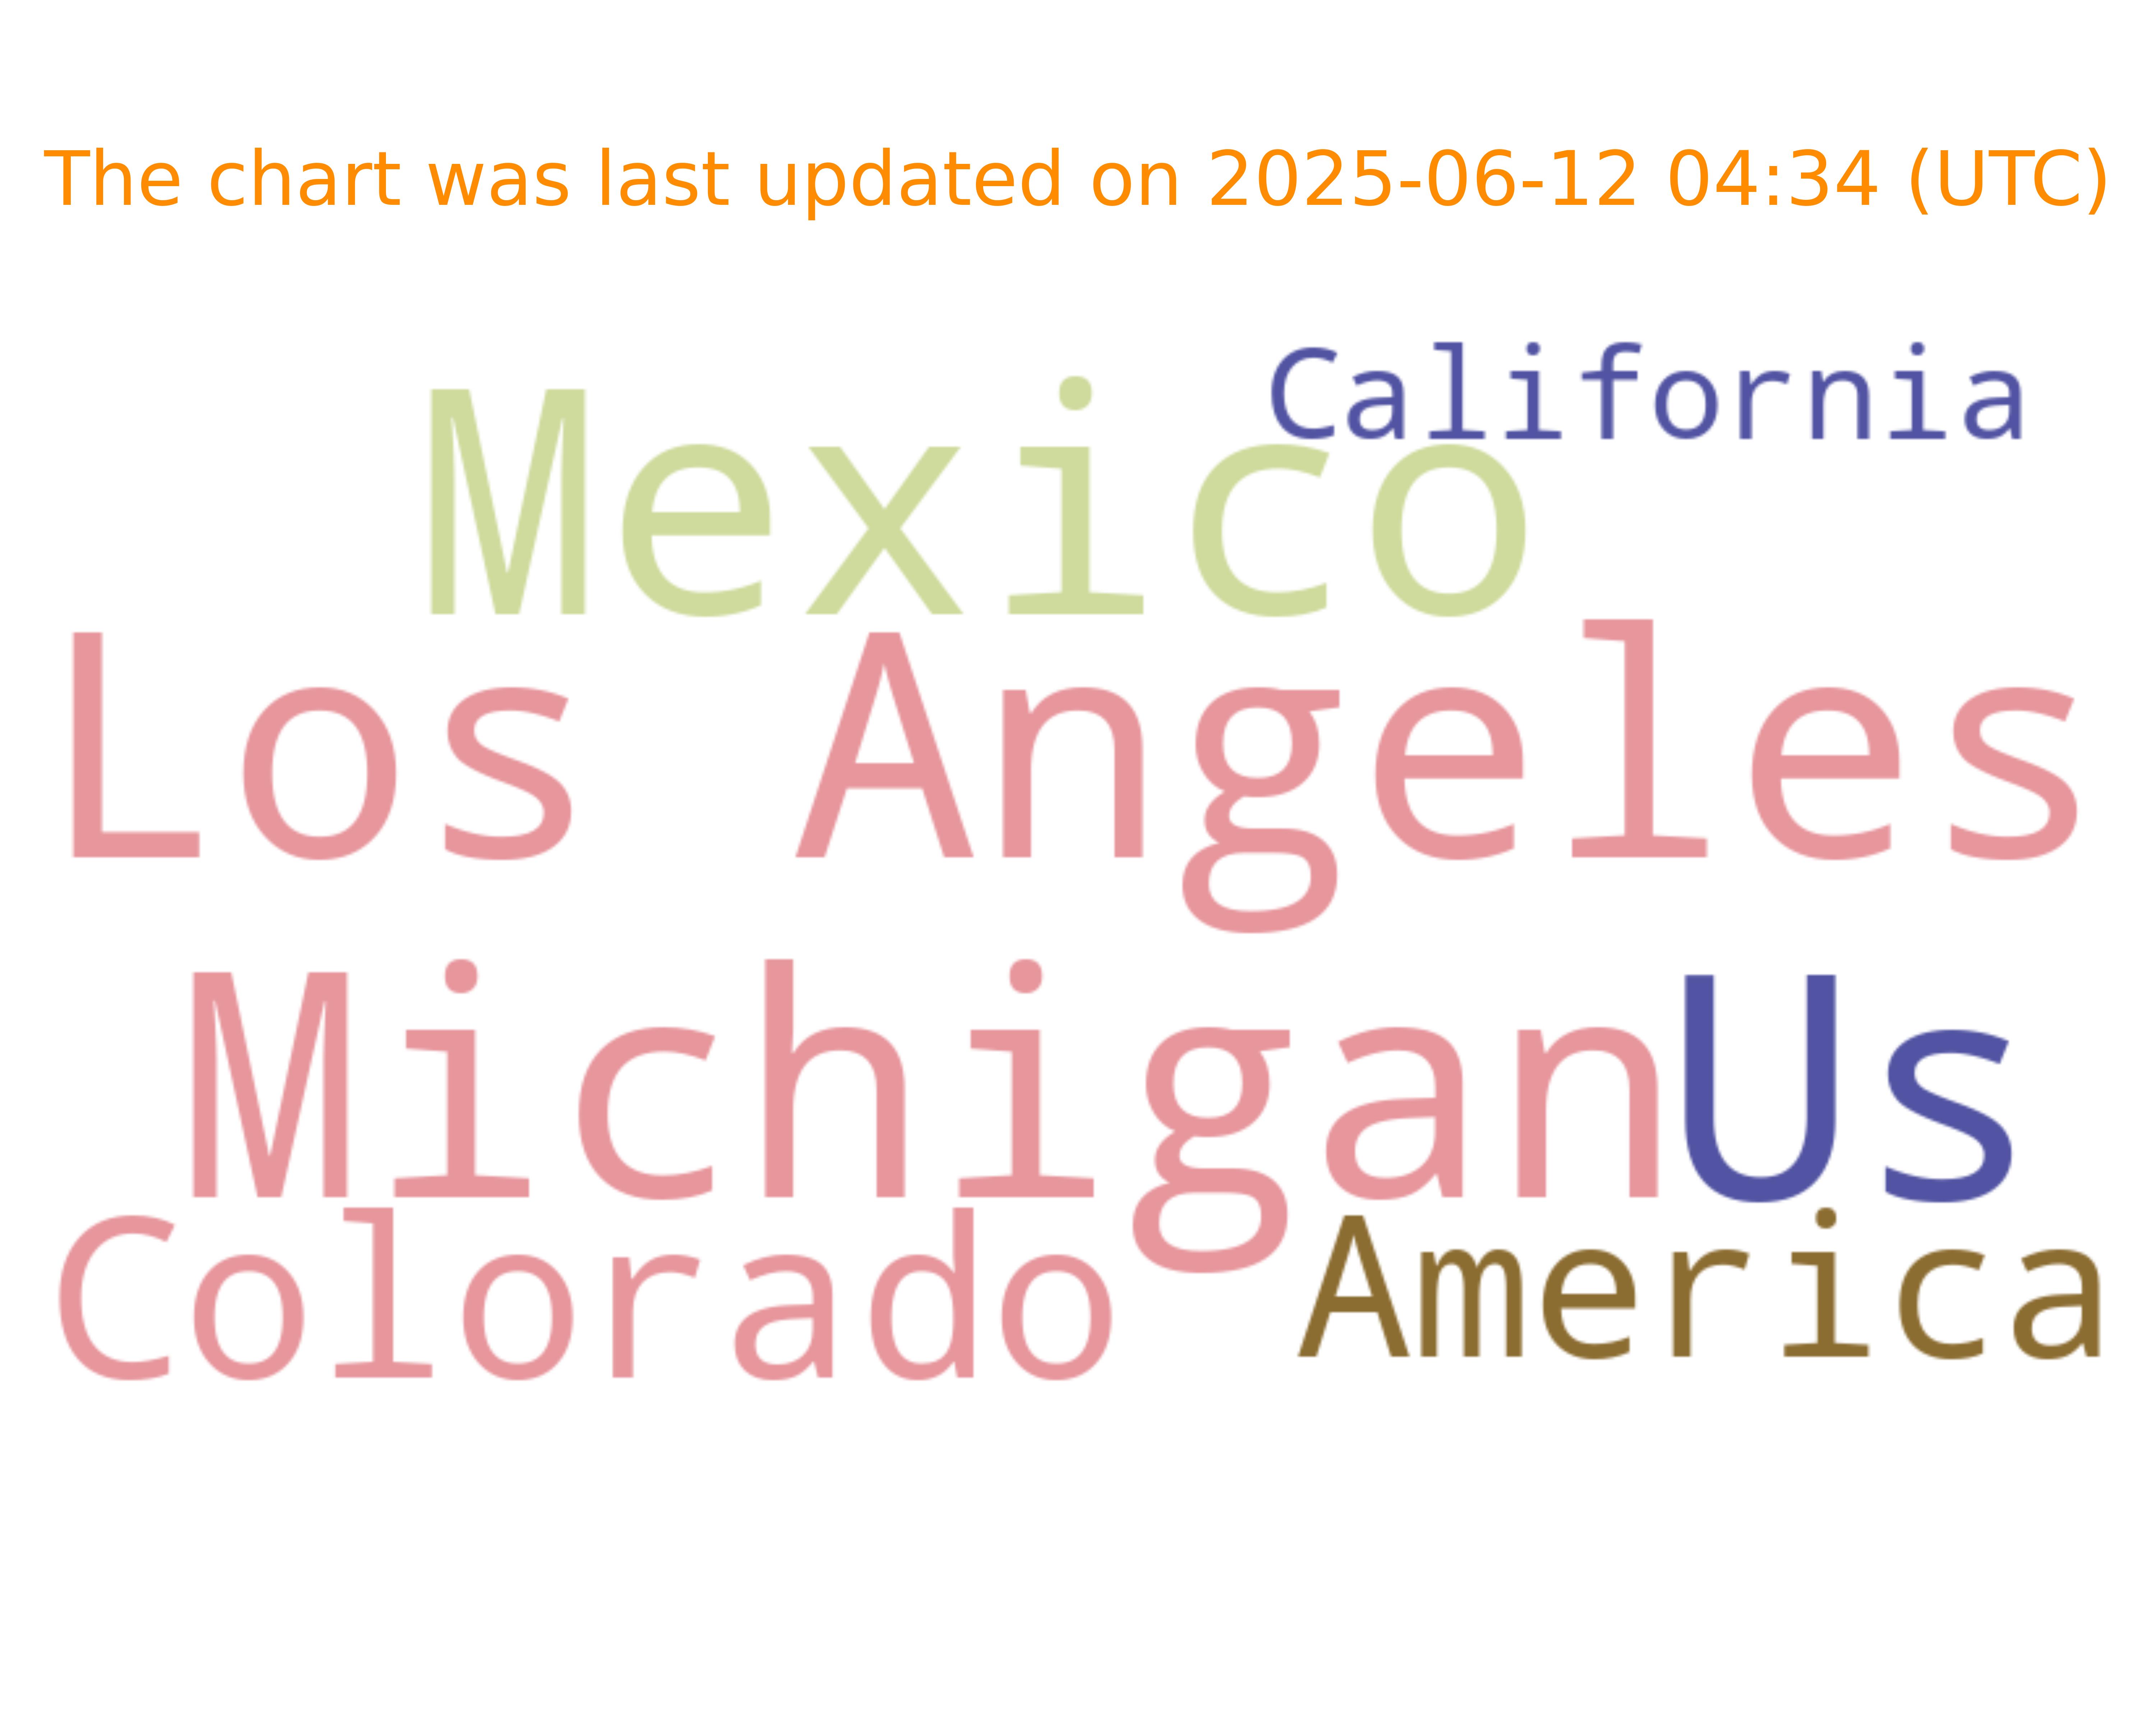 The chart was last updated on 2025-06-12 04:34 (UTC)
California
Mexico
Los Angeles
Michigan Us
Colorado America